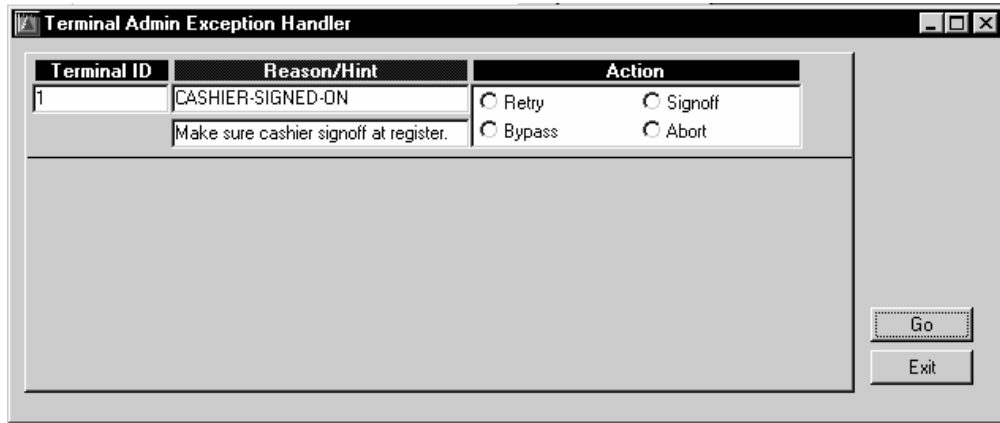 Terminal Admin Exception Handler
Terminal ID Reason/Hint Action
1 CASHIER-SIGNED-ON Retry Signoff
Make sure cashier signoff at register. Bypass Abort
Go
Exit